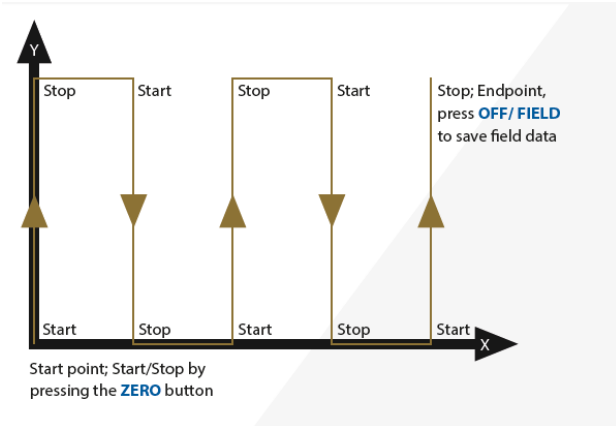 Y
Stop
Start
Stop
Start
Stop; Endpoint,
press OFF/ FIELD
to save field data
Start
Stop
Start
Stop
Start
X
Start point; Start/Stop by
pressing the ZERO button